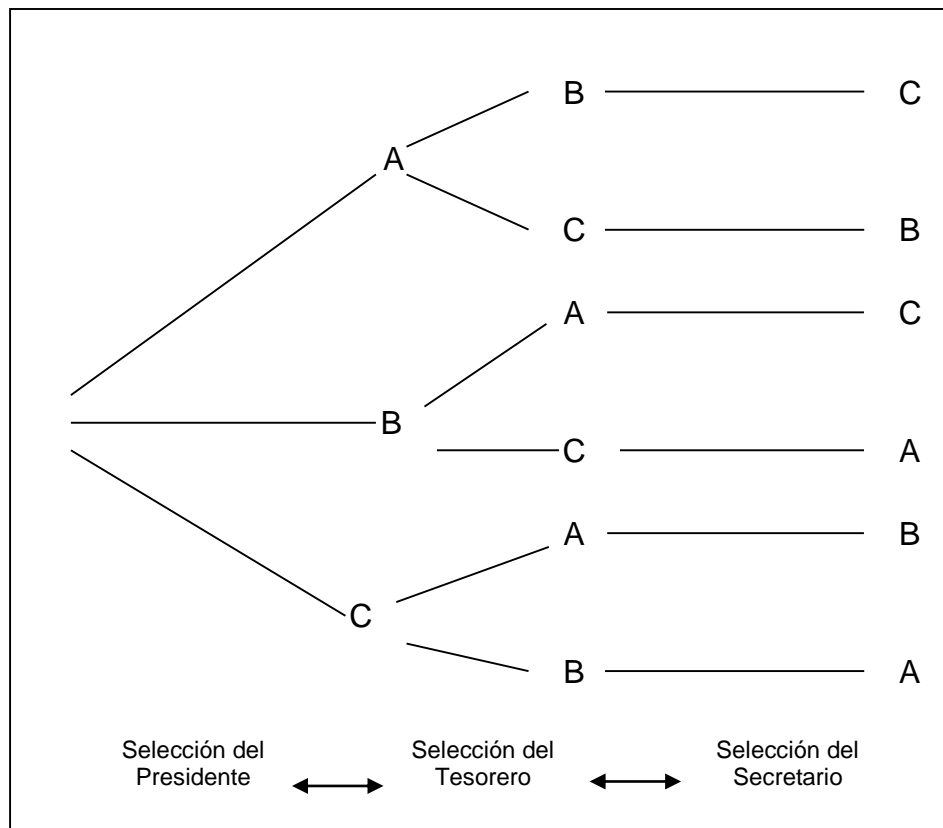 B C
A
C B
A C
B
C A
A B
C
B A
Selección del
Presidente
Selección del
Tesorero
Selección del
Secretario